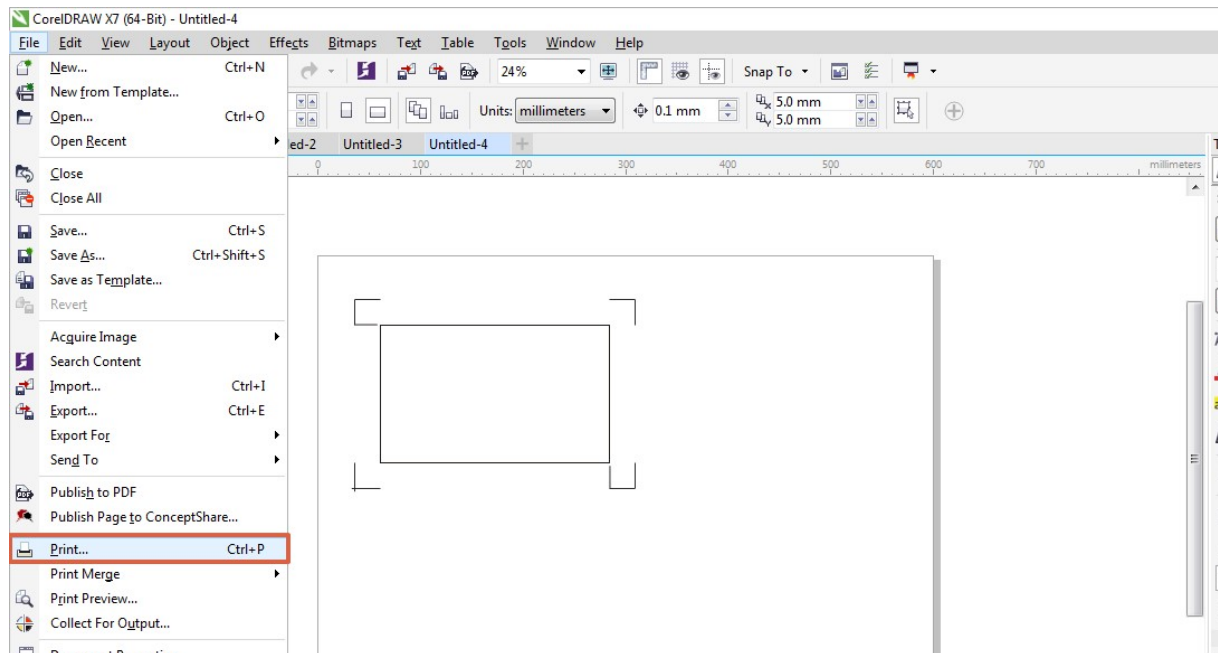 CorelDRAW X7 (64-Bit) - Untitled-4
File Edit View Layout Object Effects Bitmaps Text Table Tools Window Help
New... Ctrl+N
24%
Snap To
New from Template...
Open... Ctrl+O
Units: millimeters
0.1 mm
5.0 mm
5.0 mm
Open Recent
ed-2 Untitled-3 Untitled-4
0 100 200 300 400 500 600 700 millimeters
Close
Close All
Save... Ctrl+S
Save As... Ctrl+Shift+S
Save as Template...
Revert
Acquire Image
Search Content
Import... Ctrl+I
Export... Ctrl+E
Export For
Send To
Publish to PDF
Publish Page to ConceptShare...
Print... Ctrl+P
Print Merge
Print Preview...
Collect For Output...